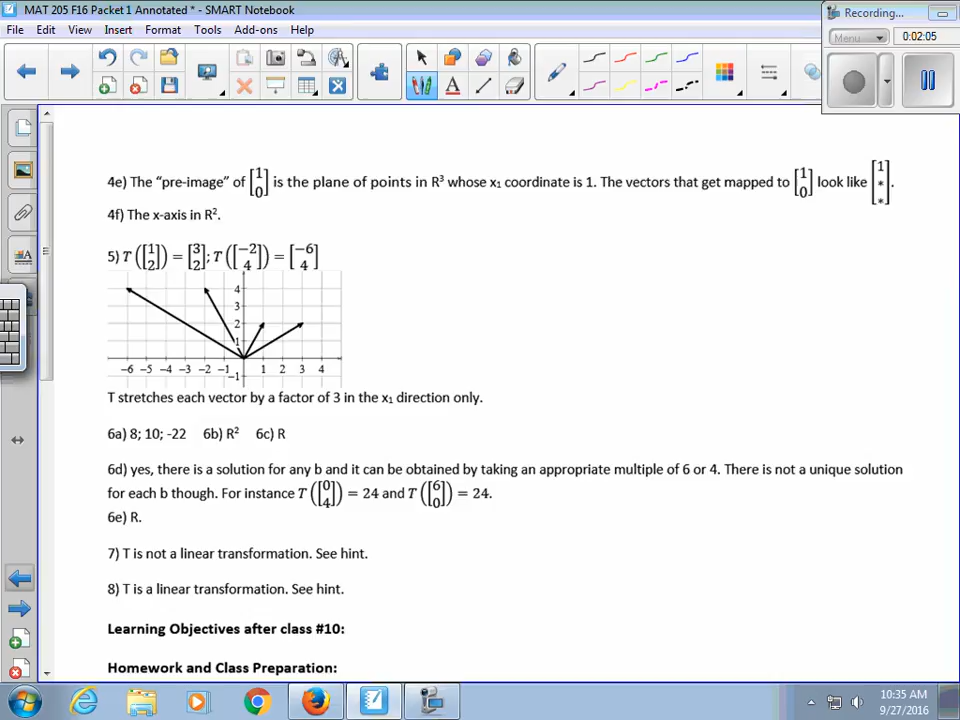 MAT 205 F16 Packet 1 Annotated * - SMART Notebook
Recording...
File Edit View Insert Format Tools Add-ons Help
Menu 0:02:05
4e) The “pre-image” of [1 0] is the plane of points in R³ whose x₁ coordinate is 1. The vectors that get mapped to [1 0] look like [1 * *].
4f) The x-axis in R².
5) T([1 2]) = [3 2]; T([−2 4]) = [−6 4]
4
3
2
1
−6 −5 −4 −3 −2 −1 1 2 3 4
−1
T stretches each vector by a factor of 3 in the x₁ direction only.
6a) 8; 10; -22 6b) R² 6c) R
6d) yes, there is a solution for any b and it can be obtained by taking an appropriate multiple of 6 or 4. There is not a unique solution
for each b though. For instance T([0 4]) = 24 and T([6 0]) = 24.
6e) R.
7) T is not a linear transformation. See hint.
8) T is a linear transformation. See hint.
Learning Objectives after class #10:
Homework and Class Preparation:
10:35 AM
9/27/2016